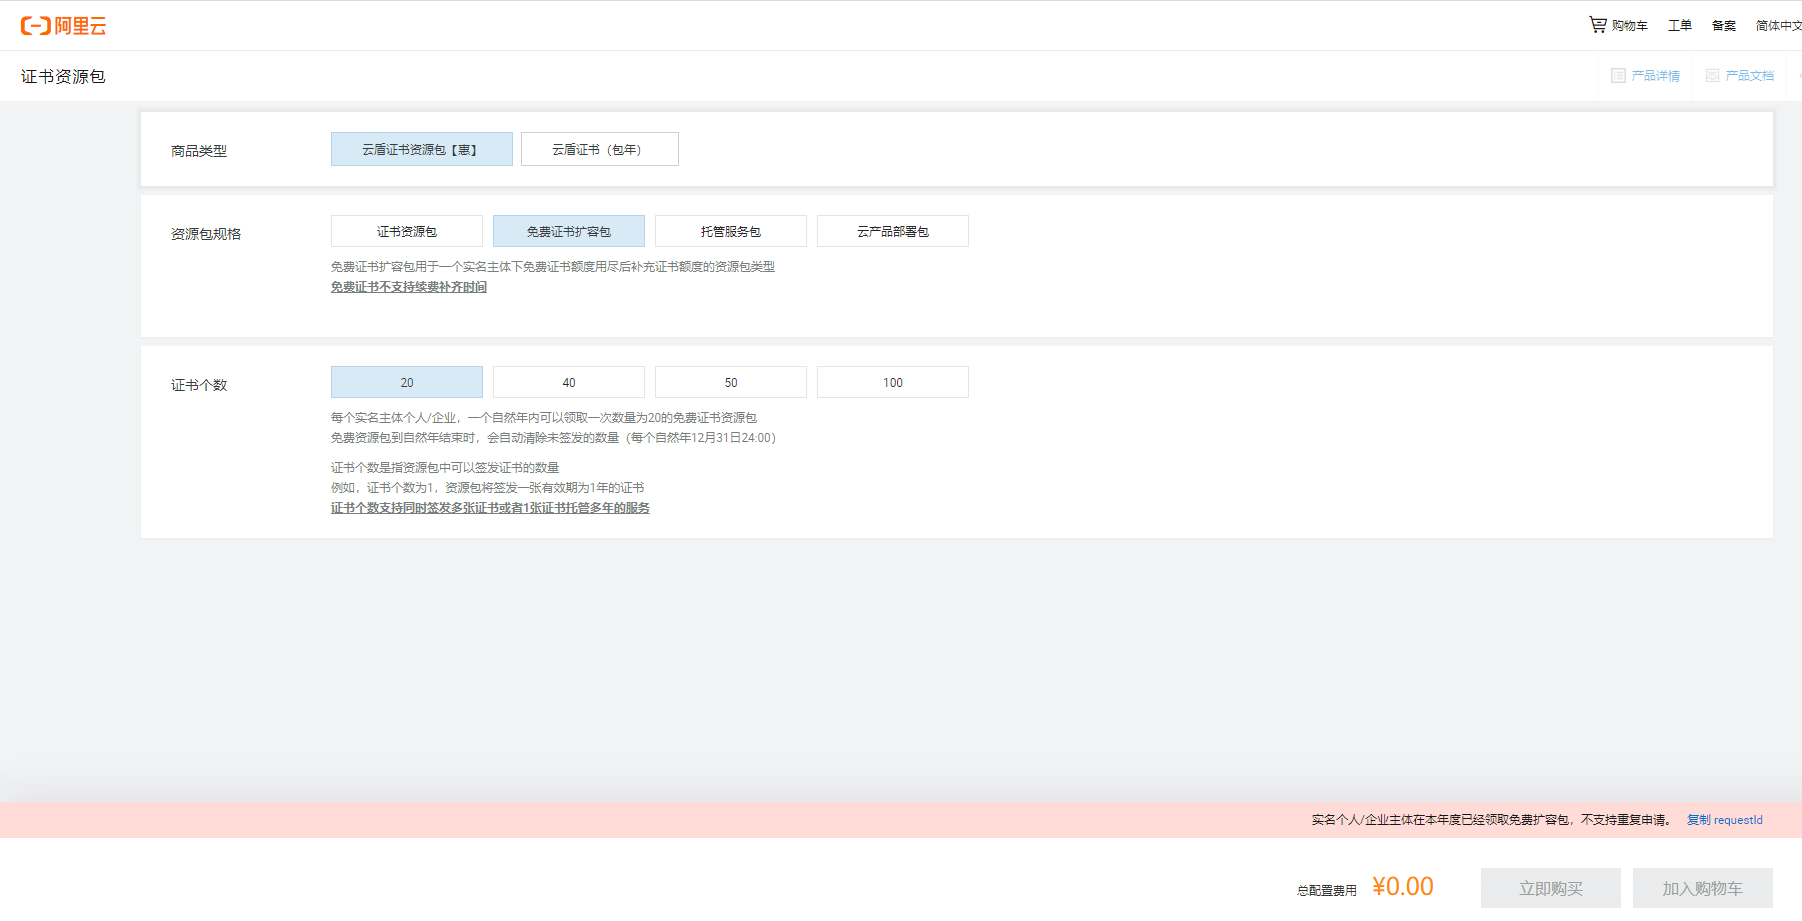 阿里云
购物车 工单 备案 简体中文
证书资源包
产品详情 产品文档
商品类型 云盾证书资源包【惠】 云盾证书（包年）
资源包规格 证书资源包 免费证书扩容包 托管服务包 云产品部署包
免费证书扩容包用于一个实名主体下免费证书额度用尽后补充证书额度的资源包类型
免费证书不支持续费补齐时间
证书个数 20 40 50 100
每个实名主体个人/企业，一个自然年内可以领取一次数量为20的免费证书资源包
免费资源包到自然年结束时，会自动清除未签发的数量（每个自然年12月31日24:00）
证书个数是指资源包中可以签发证书的数量
例如，证书个数为1，资源包将签发一张有效期为1年的证书
证书个数支持同时签发多张证书或者1张证书托管多年的服务
实名个人/企业主体在本年度已经领取免费扩容包，不支持重复申请。 复制 requestId
总配置费用 ¥0.00 立即购买 加入购物车